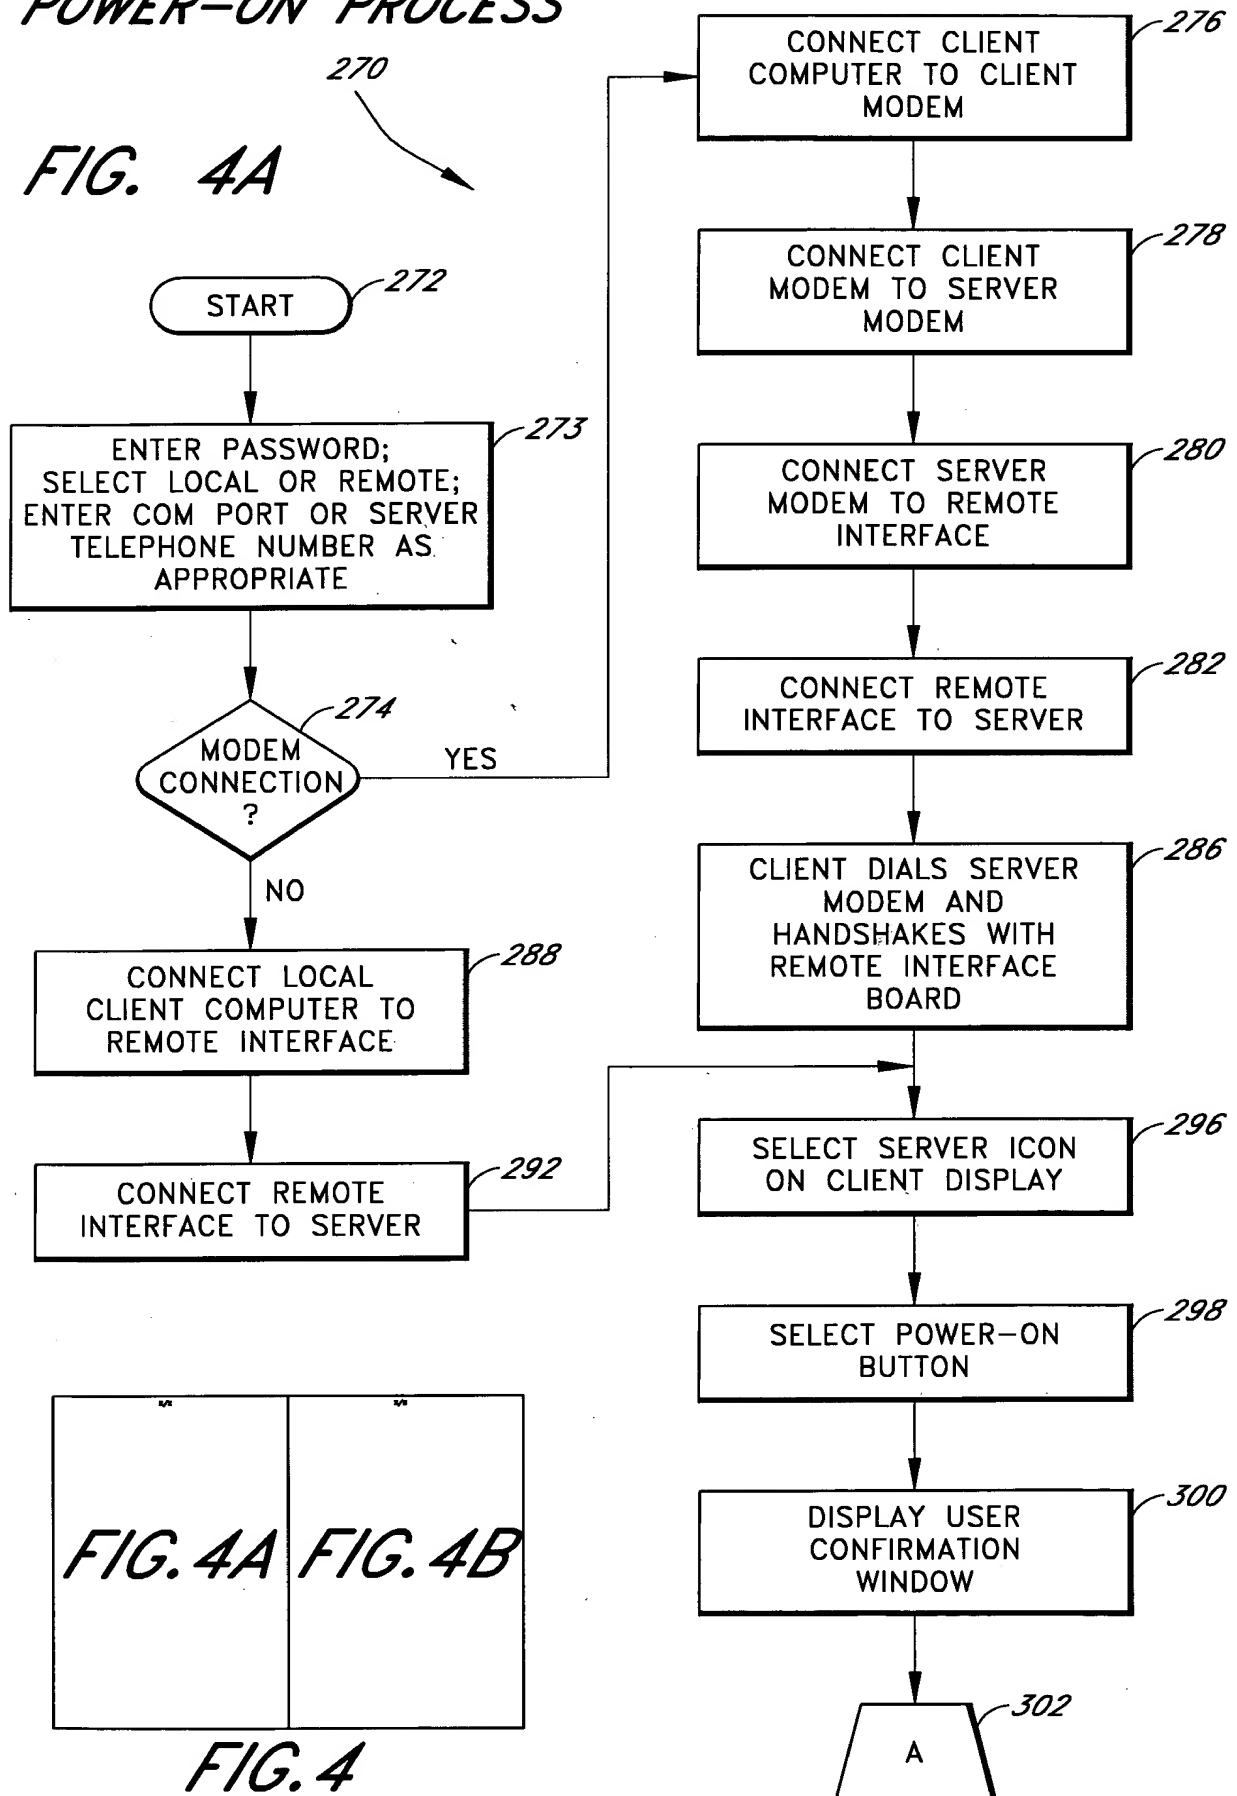 POWER-ON PROCESS
270
FIG. 4A
START
272
ENTER PASSWORD;
SELECT LOCAL OR REMOTE;
ENTER COM PORT OR SERVER
TELEPHONE NUMBER AS
APPROPRIATE
273
MODEM
CONNECTION
?
274
YES
NO
CONNECT LOCAL
CLIENT COMPUTER TO
REMOTE INTERFACE
288
CONNECT REMOTE
INTERFACE TO SERVER
292
CONNECT CLIENT
COMPUTER TO CLIENT
MODEM
276
CONNECT CLIENT
MODEM TO SERVER
MODEM
278
CONNECT SERVER
MODEM TO REMOTE
INTERFACE
280
CONNECT REMOTE
INTERFACE TO SERVER
282
CLIENT DIALS SERVER
MODEM AND
HANDSHAKES WITH
REMOTE INTERFACE
BOARD
286
SELECT SERVER ICON
ON CLIENT DISPLAY
296
SELECT POWER-ON
BUTTON
298
DISPLAY USER
CONFIRMATION
WINDOW
300
A
302
FIG. 4A
FIG. 4B
FIG. 4